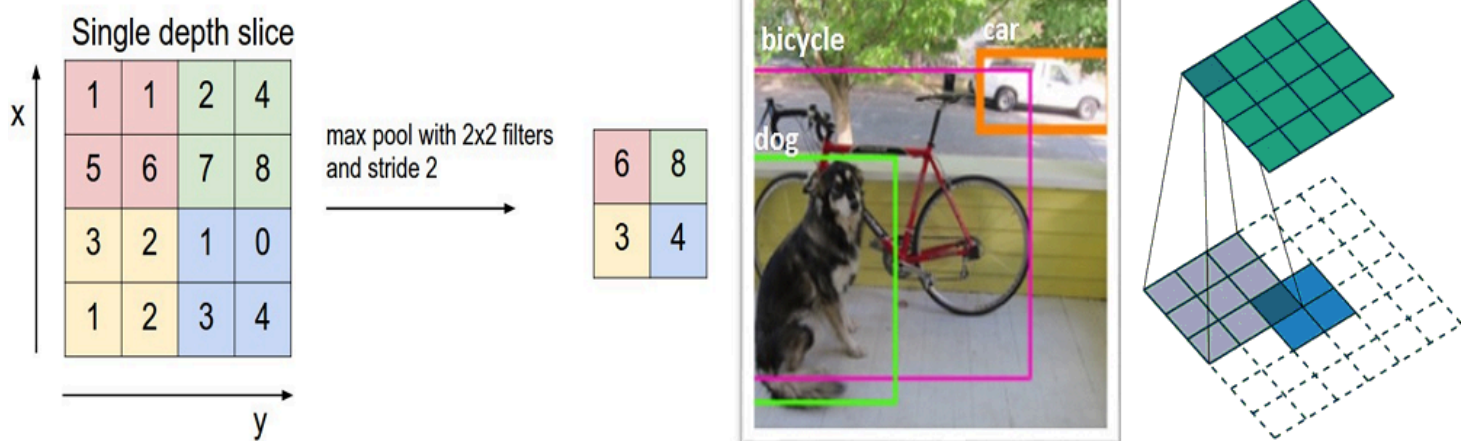 Single depth slice
x
1 1 2 4
5 6 7 8
3 2 1 0
1 2 3 4
y
max pool with 2x2 filters
and stride 2
6 8
3 4
bicycle
car
dog